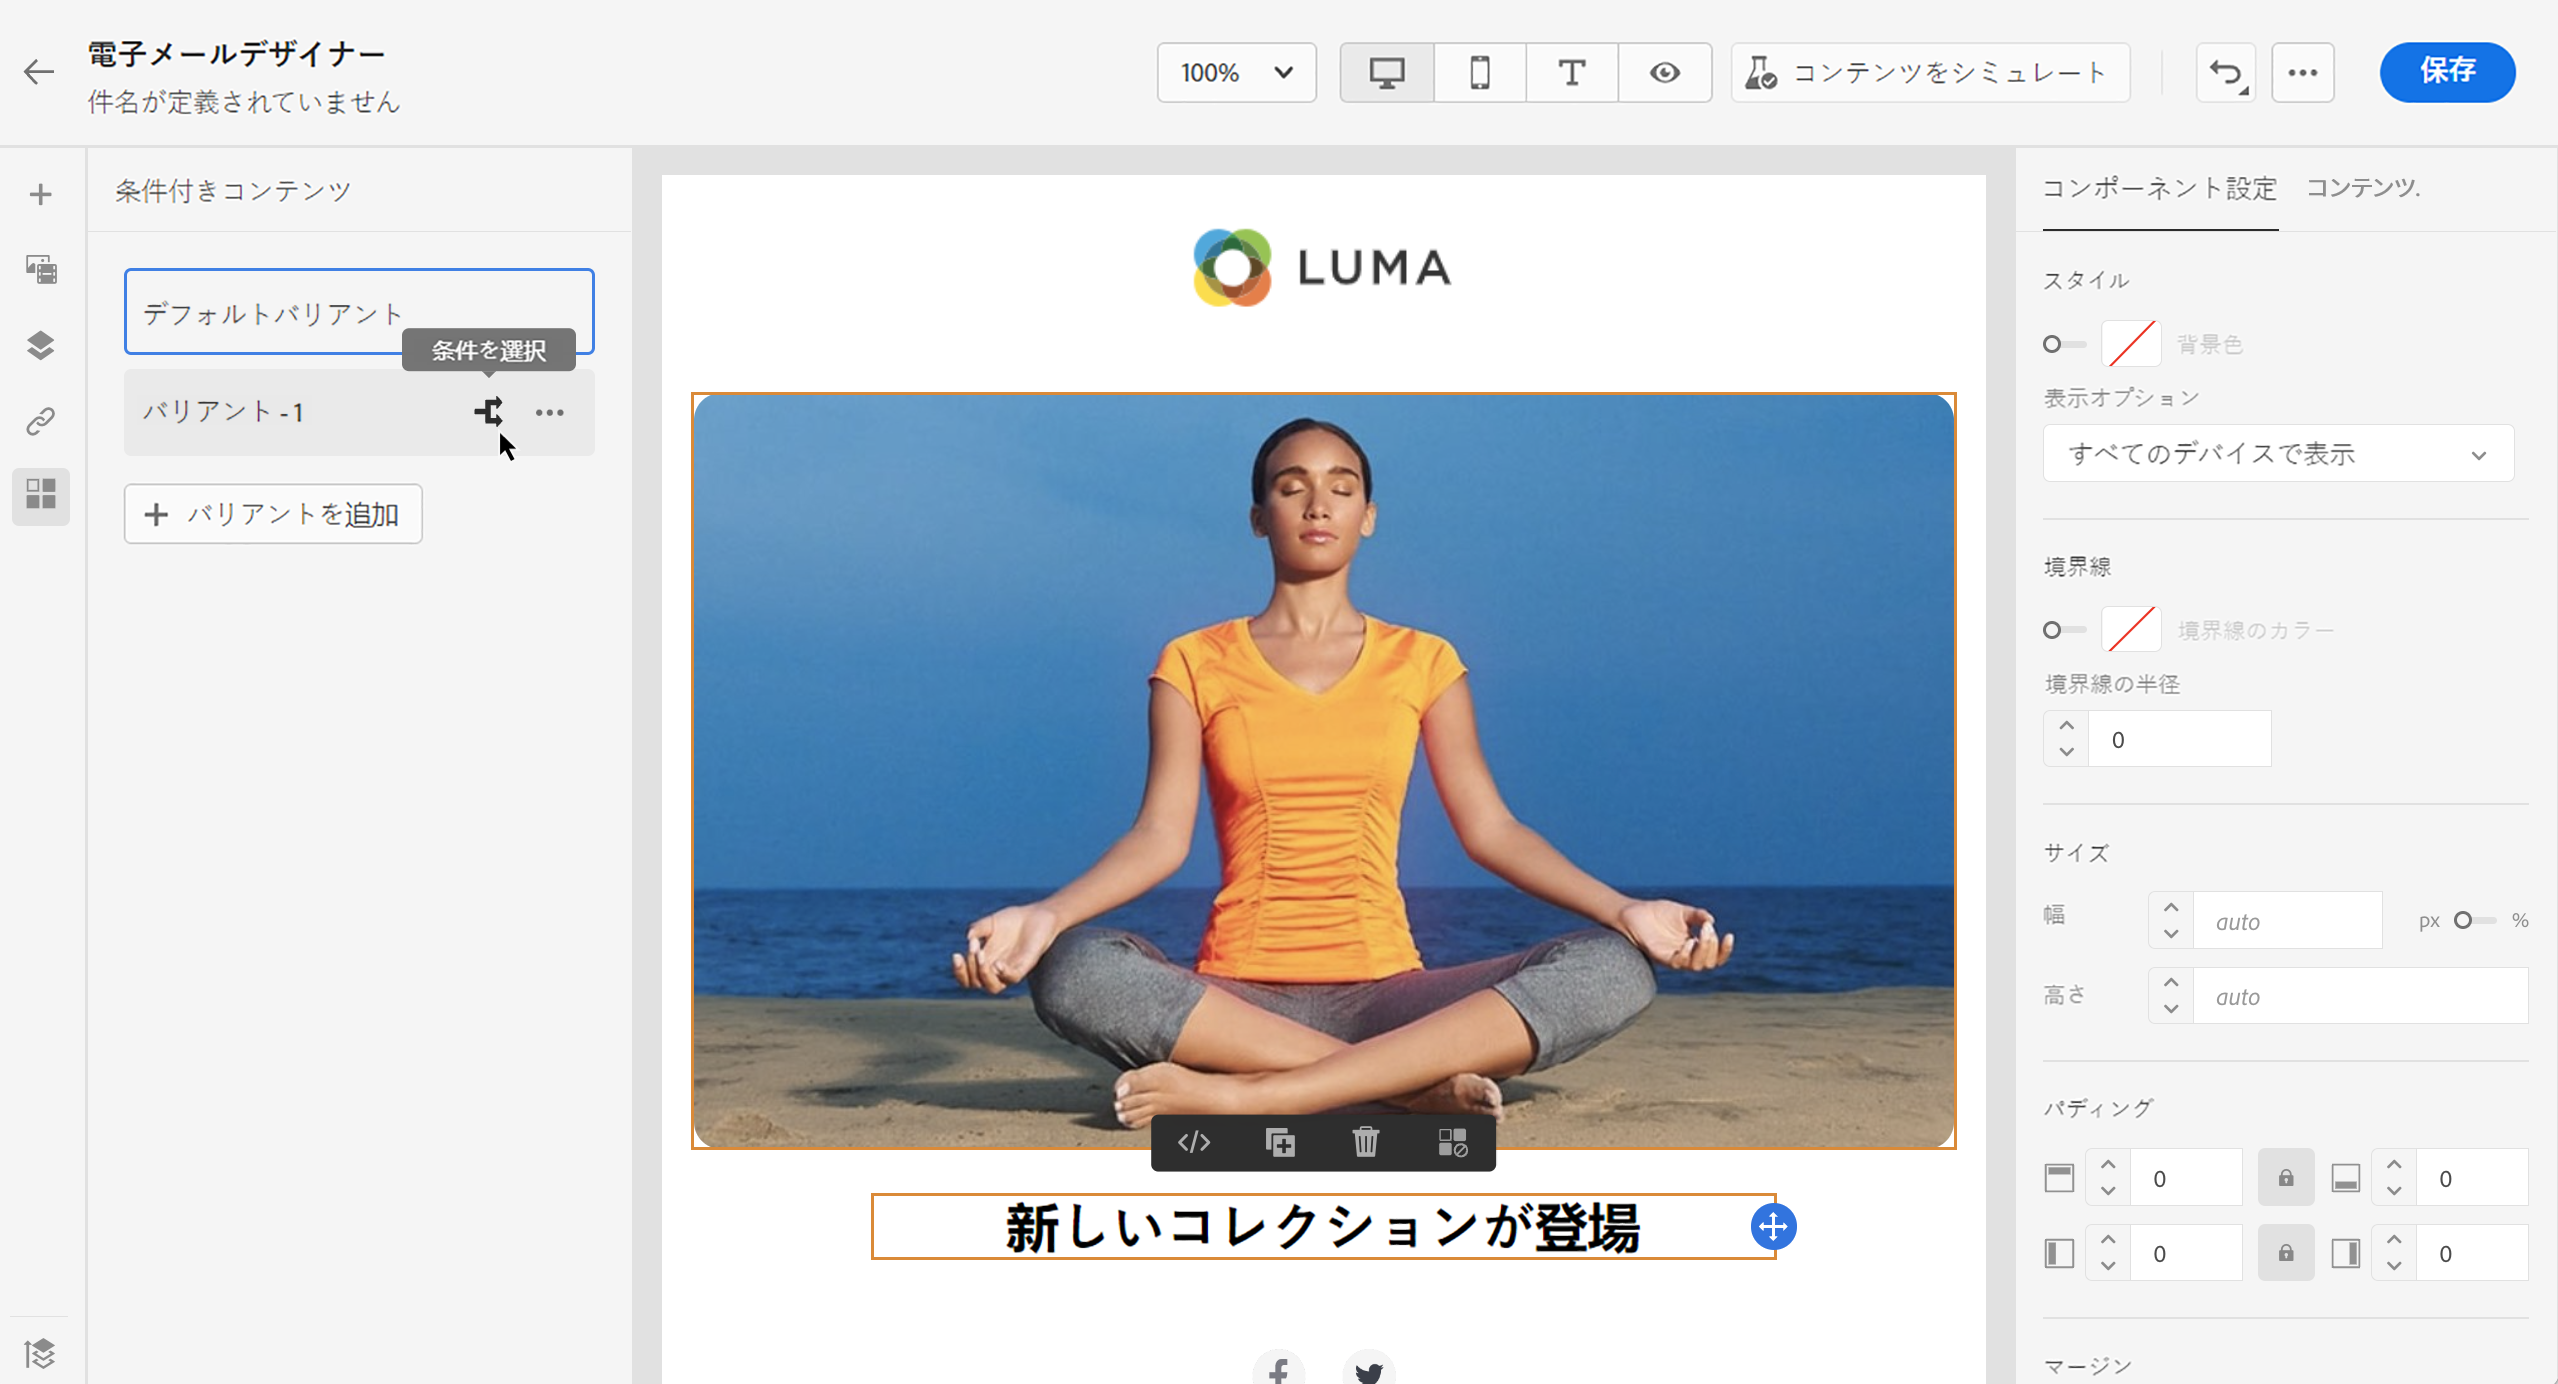 電子メールデザイナー
件名が定義されていません
100%
コンテンツをシミュレート
保存
条件付きコンテンツ
デフォルトバリアント
条件を選択
バリアント - 1
バリアントを追加
LUMA
新しいコレクションが登場
コンポーネント設定
コンテンツ.
スタイル
背景色
表示オプション
すべてのデバイスで表示
境界線
境界線のカラー
境界線の半径
0
サイズ
幅
auto
px
%
高さ
auto
パディング
0
0
0
0
マージン